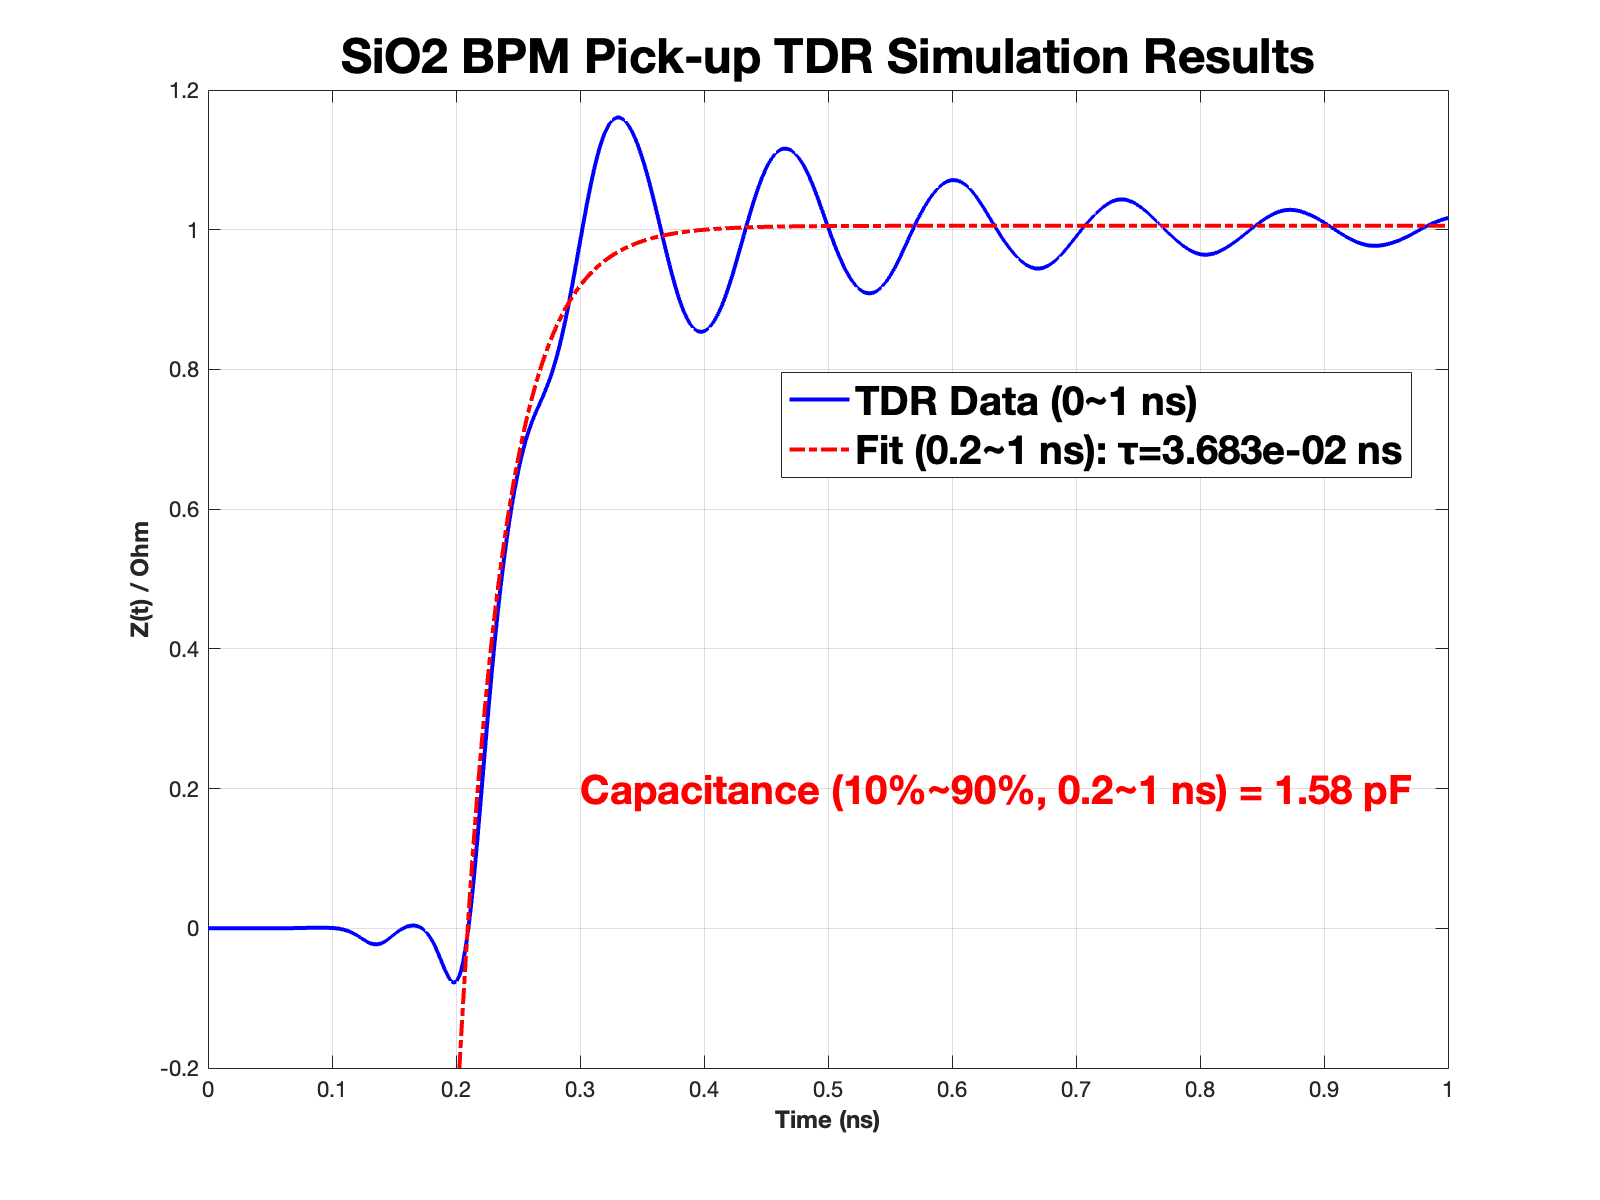 SiO2 BPM Pick-up TDR Simulation Results
1.2
1
0.8
0.6
0.4
0.2
0
-0.2
Z(t) / Ohm
TDR Data (0~1 ns)
Fit (0.2~1 ns): τ=3.683e-02 ns
Capacitance (10%~90%, 0.2~1 ns) = 1.58 pF
0 0.1 0.2 0.3 0.4 0.5 0.6 0.7 0.8 0.9 1
Time (ns)